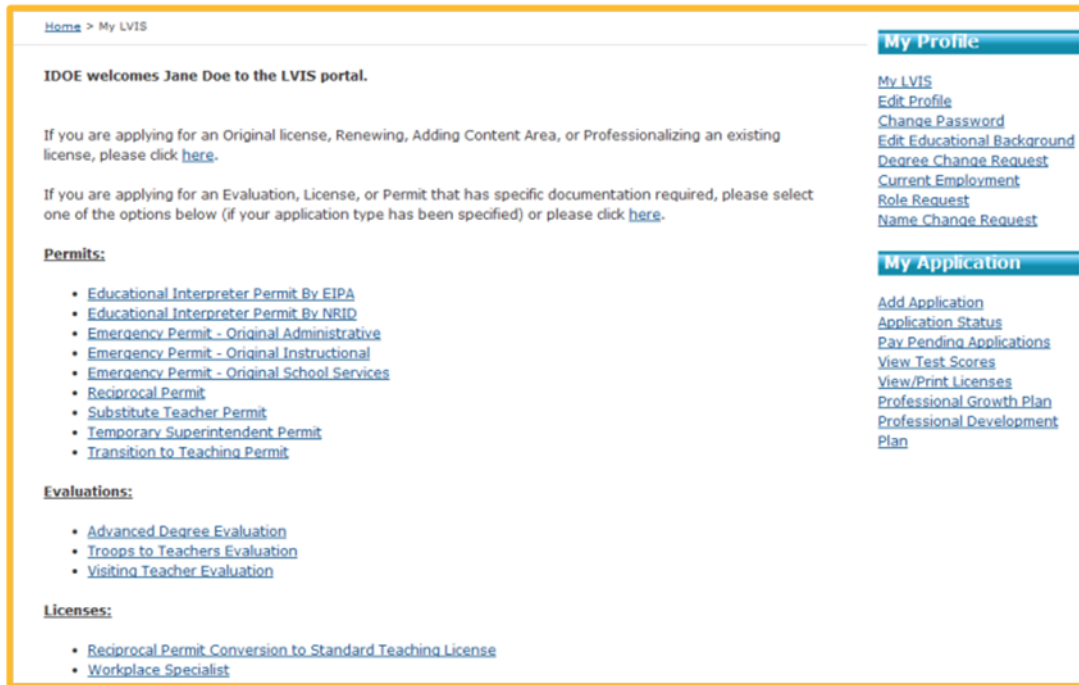 Home > My LVIS
IDOE welcomes Jane Doe to the LVIS portal.
If you are applying for an Original license, Renewing, Adding Content Area, or Professionalizing an existing
license, please click here.
If you are applying for an Evaluation, License, or Permit that has specific documentation required, please select
one of the options below (if your application type has been specified) or please click here.
Permits:
• Educational Interpreter Permit By EIPA
• Educational Interpreter Permit By NRID
• Emergency Permit - Original Administrative
• Emergency Permit - Original Instructional
• Emergency Permit - Original School Services
• Reciprocal Permit
• Substitute Teacher Permit
• Temporary Superintendent Permit
• Transition to Teaching Permit
Evaluations:
• Advanced Degree Evaluation
• Troops to Teachers Evaluation
• Visiting Teacher Evaluation
Licenses:
• Reciprocal Permit Conversion to Standard Teaching License
• Workplace Specialist
My Profile
My LVIS
Edit Profile
Change Password
Edit Educational Background
Degree Change Request
Current Employment
Role Request
Name Change Request
My Application
Add Application
Application Status
Pay Pending Applications
View Test Scores
View/Print Licenses
Professional Growth Plan
Professional Development
Plan